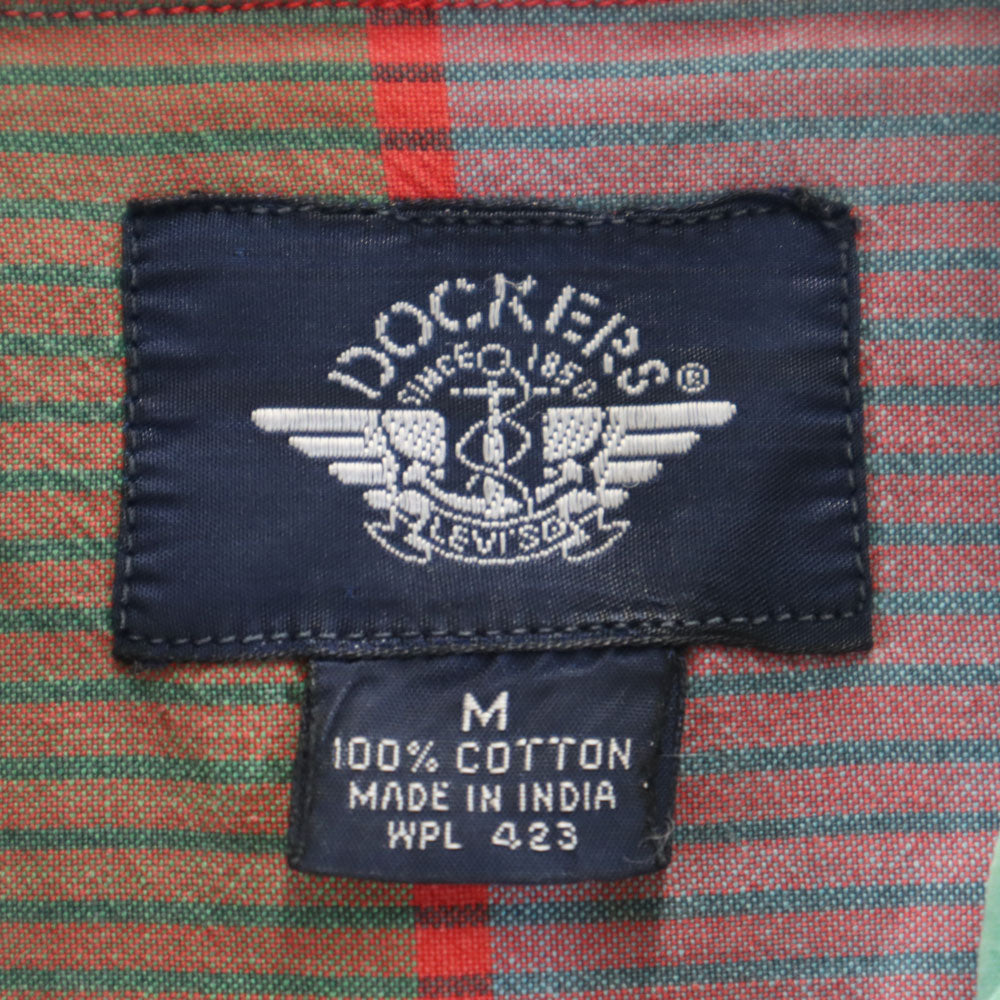 DOCKERS®
SINCE 1850
LEVI'S®
M
100% COTTON
MADE IN INDIA
WPL 423